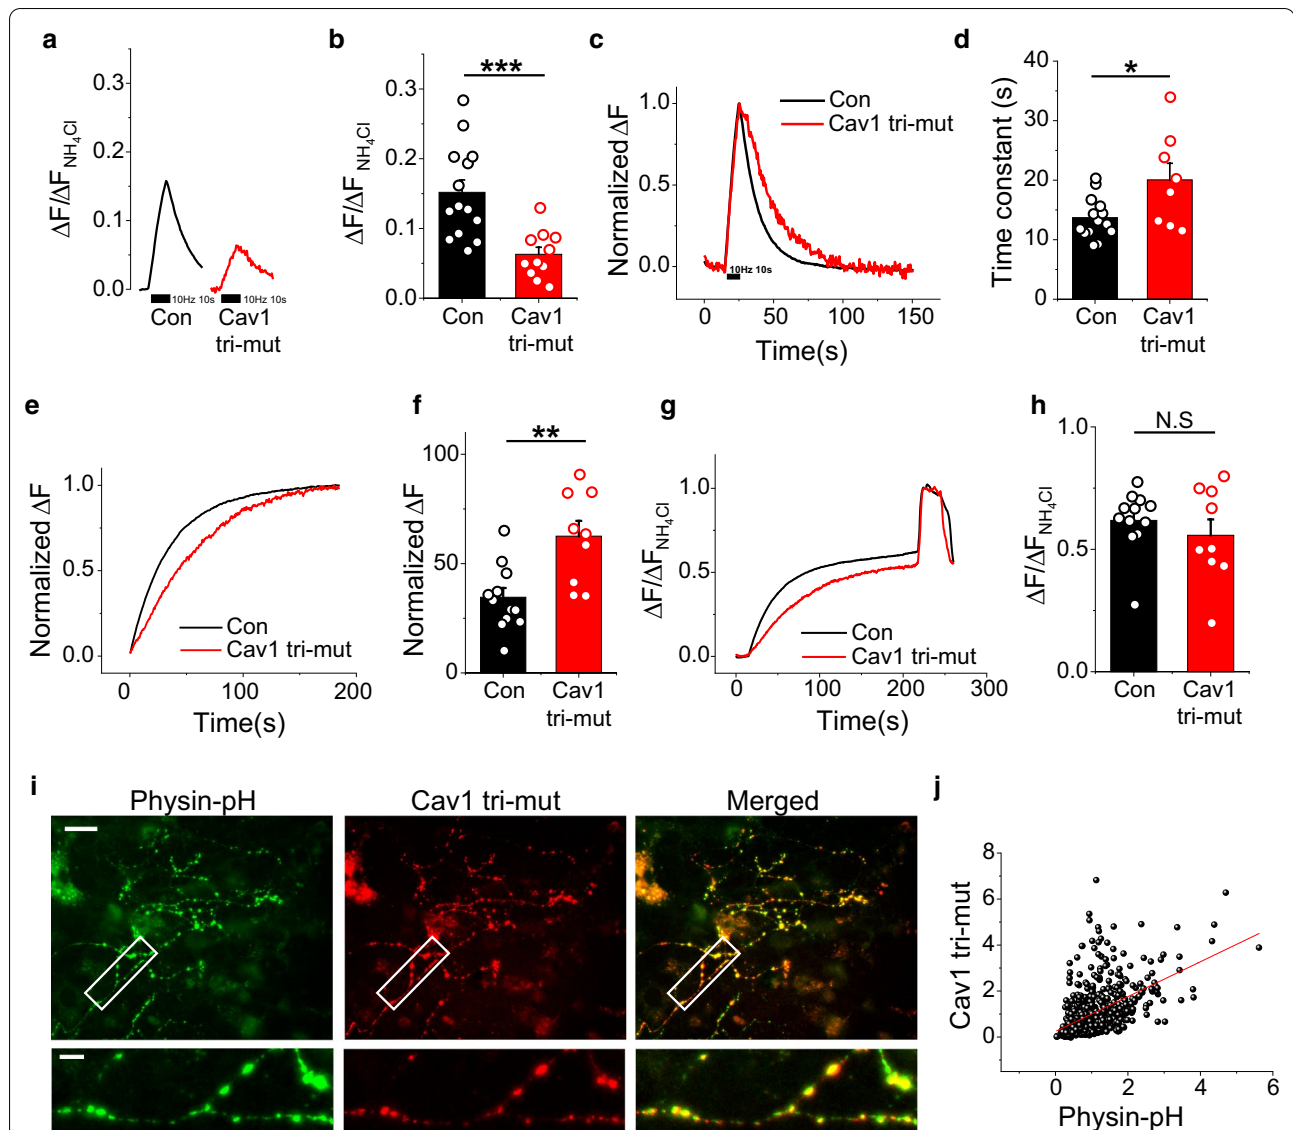 a
ΔF/ΔF NH4Cl
0.3
0.2
0.1
0.0
10Hz 10s
10Hz 10s
Con
Cav1
tri-mut
b
ΔF/ΔF NH4Cl
0.3
0.2
0.1
0.0
***
Con
Cav1
tri-mut
c
Normalized ΔF
1.0
0.5
0.0
Con
Cav1 tri-mut
10Hz 10s
0 50 100 150
Time(s)
d
Time constant (s)
40
30
20
10
0
*
Con
Cav1
tri-mut
e
Normalized ΔF
1.0
0.5
0.0
Con
Cav1 tri-mut
0 100 200
Time(s)
f
Normalized ΔF
100
50
0
**
Con
Cav1
tri-mut
g
ΔF/ΔF NH4Cl
1.0
0.5
0.0
Con
Cav1 tri-mut
0 100 200 300
Time(s)
h
ΔF/ΔF NH4Cl
1.0
0.5
0.0
N.S
Con
Cav1
tri-mut
i
Physin-pH
Cav1 tri-mut
Merged
j
Cav1 tri-mut
8
6
4
2
0
0 2 4 6
Physin-pH